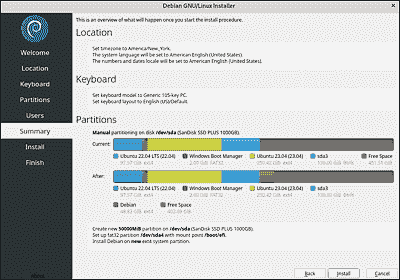 Debian GNU/Linux Installer
This is an overview of what will happen once you start the install procedure.
Welcome
Location
Keyboard
Partitions
Users
Summary
Install
Finish
Location
Set timezone to America/New_York.
The system language will be set to American English (United States).
The numbers and dates locale will be set to American English (United States).
Keyboard
Set keyboard model to Generic 105-key PC.
Set keyboard layout to English (US)/Default.
Partitions
Manual partitioning on disk /dev/sda (SanDisk SSD PLUS 1000GB).
Current:
Ubuntu 22.04 LTS (22.04) Windows Boot Manager Ubuntu 23.04 (23.04) sda3 Free Space
After:
Ubuntu 22.04 LTS (22.04) Windows Boot Manager Ubuntu 23.04 (23.04) sda3
Debian Free Space
Create new 50000MiB partition on /dev/sda (SanDisk SSD PLUS 1000GB).
Set up fat32 partition /dev/sda4 with mount point /boot/efi.
Install Debian on new ext4 system partition.
Back Install Cancel